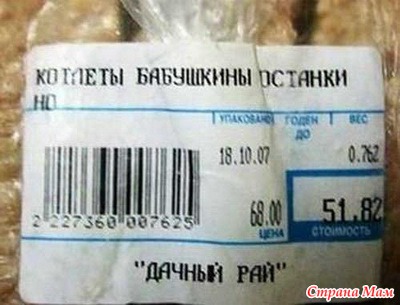 КОТЛЕТЫ БАБУШКИНЫ ОСТАНКИ
НО
УПАКОВАНО ГОДЕН ДО ВЕС
18.10.07 0.762
68.00 51.82
ЦЕНА СТОИМОСТЬ
2 227360 007625
"ДАЧНЫЙ РАЙ"
Страна Мам